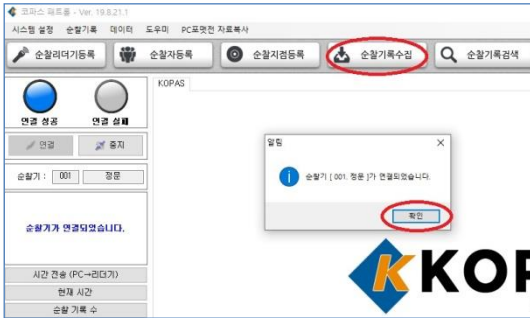 코파스 패트롤 - Ver. 19.8.21.1
시스템 설정 순찰기록 데이터 도우미 PC포맷전 자료복사
순찰리더기등록 순찰자등록 순찰지점등록 순찰기록수집 순찰기록검색
KOPAS
연결 성공 연결 실패
연결 중지
순찰기 : 001 정문
순찰기가 연결되었습니다.
시간 전송 (PC→리더기)
현재 시간
순찰 기록 수
알림
순찰기 [ 001. 정문 ]가 연결되었습니다.
확인
KOP